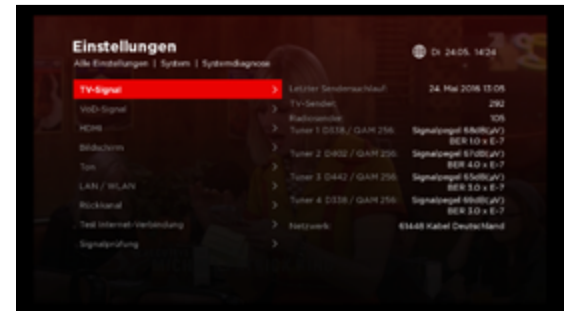 Einstellungen
Di. 24.05. 14:24
Alle Einstellungen | System | Systemdiagnose
TV-Signal
VoD-Signal
HDMI
Bildschirm
Ton
LAN / WLAN
Rückkanal
Test Internet-Verbindung
Signalprüfung
Letzter Sendersuchlauf: 24. Mai 2016 13:05
TV-Sender: 292
Radiosender: 105
Tuner 1 D338 / QAM 256: Signalpegel 68dB(µV)
BER 1.0 x E-7
Tuner 2 D402 / QAM 256: Signalpegel 57dB(µV)
BER 4.0 x E-7
Tuner 3 D442 / QAM 256: Signalpegel 55dB(µV)
BER 5.0 x E-7
Tuner 4 D338 / QAM 256: Signalpegel 69dB(µV)
BER 3.0 x E-7
Netzwerk: 61448 Kabel Deutschland